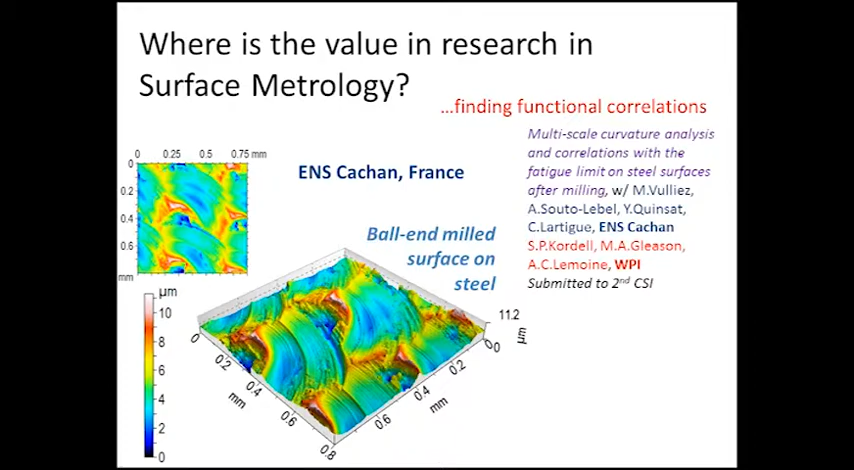 Where is the value in research in
Surface Metrology?
...finding functional correlations
0 0.25 0.5 0.75 mm
0
0.2
0.4
0.6
mm
ENS Cachan, France
Multi-scale curvature analysis
and correlations with the
fatigue limit on steel surfaces
after milling, w/ M.Vulliez,
A.Souto-Lebel, Y.Quinsat,
C.Lartigue, ENS Cachan
S.P.Kordell, M.A.Gleason,
A.C.Lemoine, WPI
Submitted to 2nd CSI
Ball-end milled
surface on
steel
µm
10
8
6
4
2
0
0
0.2
0.4
mm
0.6
0.8
0.6
mm
0.4
0.2
0
0
11.2
µm